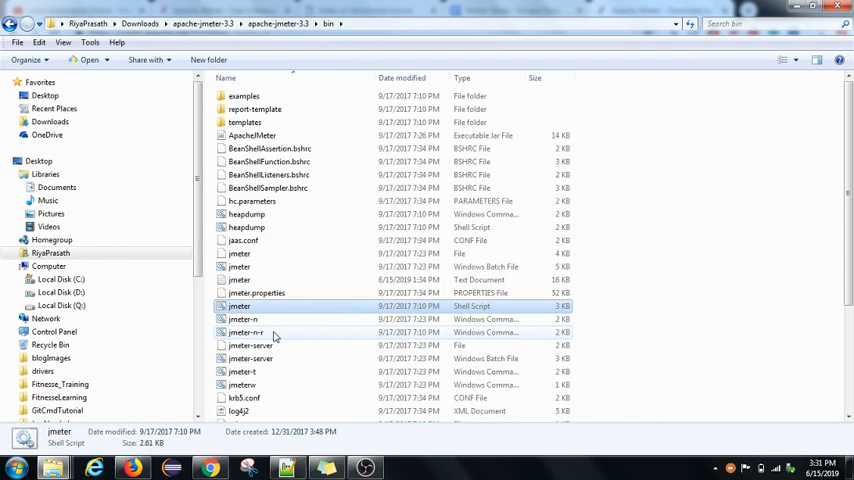 RiyaPrasath ▸ Downloads ▸ apache-jmeter-3.3 ▸ apache-jmeter-3.3 ▸ bin ▸
Search bin
File Edit View Tools Help
Organize Open Share with New folder
Name Date modified Type Size
Favorites
Desktop
Recent Places
Downloads
OneDrive
Desktop
Libraries
Documents
Music
Pictures
Videos
Homegroup
RiyaPrasath
Computer
Local Disk (C:)
Local Disk (D:)
Local Disk (Q:)
Network
Control Panel
Recycle Bin
blogImages
drivers
Fitnesse_Training
FitnesseLearning
GitCmdTutorial
examples 9/17/2017 7:10 PM File folder
report-template 9/17/2017 7:10 PM File folder
templates 9/17/2017 7:10 PM File folder
ApacheJMeter 9/17/2017 7:26 PM Executable Jar File 14 KB
BeanShellAssertion.bshrc 9/17/2017 7:34 PM BSHRC File 2 KB
BeanShellFunction.bshrc 9/17/2017 7:34 PM BSHRC File 3 KB
BeanShellListeners.bshrc 9/17/2017 7:34 PM BSHRC File 2 KB
BeanShellSampler.bshrc 9/17/2017 7:34 PM BSHRC File 2 KB
hc.parameters 9/17/2017 7:34 PM PARAMETERS File 2 KB
heapdump 9/17/2017 7:10 PM Windows Comma... 2 KB
heapdump 9/17/2017 7:10 PM Shell Script 2 KB
jaas.conf 9/17/2017 7:34 PM CONF File 2 KB
jmeter 9/17/2017 7:10 PM File 4 KB
jmeter 9/17/2017 7:23 PM Windows Batch File 5 KB
jmeter 6/15/2019 1:34 PM Text Document 16 KB
jmeter.properties 9/17/2017 7:23 PM PROPERTIES File 52 KB
jmeter 9/17/2017 7:10 PM Shell Script 3 KB
jmeter-n 9/17/2017 7:23 PM Windows Comma... 2 KB
jmeter-n-r 9/17/2017 7:10 PM Windows Comma... 2 KB
jmeter-server 9/17/2017 7:23 PM File 2 KB
jmeter-server 9/17/2017 7:23 PM Windows Batch File 3 KB
jmeter-t 9/17/2017 7:23 PM Windows Comma... 2 KB
jmeterw 9/17/2017 7:23 PM Windows Comma... 1 KB
krb5.conf 9/17/2017 7:34 PM CONF File 2 KB
log4j2 9/17/2017 7:34 PM XML Document 5 KB
jmeter Date modified: 9/17/2017 7:10 PM Date created: 12/31/2017 3:48 PM
Shell Script Size: 2.61 KB
3:31 PM
6/15/2019